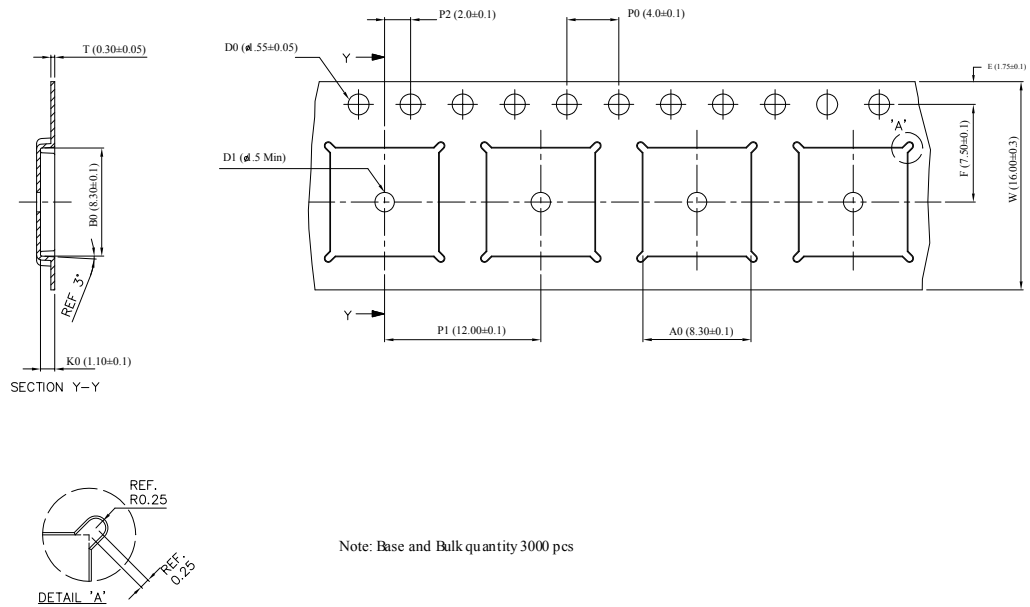 P2 (2.0±0.1)
P0 (4.0±0.1)
T (0.30±0.05)
D0 (ø1.55±0.05)
Y
E (1.75±0.1)
'A'
D1 (ø1.5 Min)
B0 (8.30±0.1)
F (7.50±0.1)
W (16.00±0.3)
REF 3°
Y
P1 (12.00±0.1)
A0 (8.30±0.1)
K0 (1.10±0.1)
SECTION Y-Y
REF.
R0.25
REF.
0.25
DETAIL 'A'
Note: Base and Bulk quantity 3000 pcs